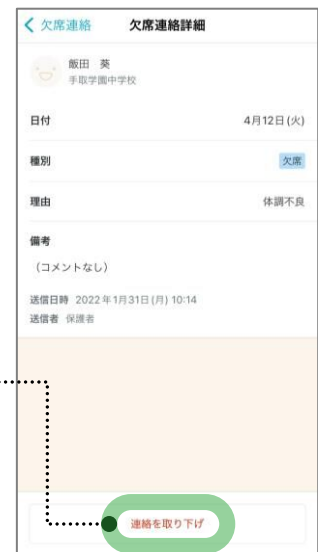 欠席連絡 欠席連絡詳細
飯田 葵
手取学園中学校
日付 4月12日(火)
種別 欠席
理由 体調不良
備考
（コメントなし）
送信日時 2022年1月31日(月) 10:14
送信者 保護者
連絡を取り下げ